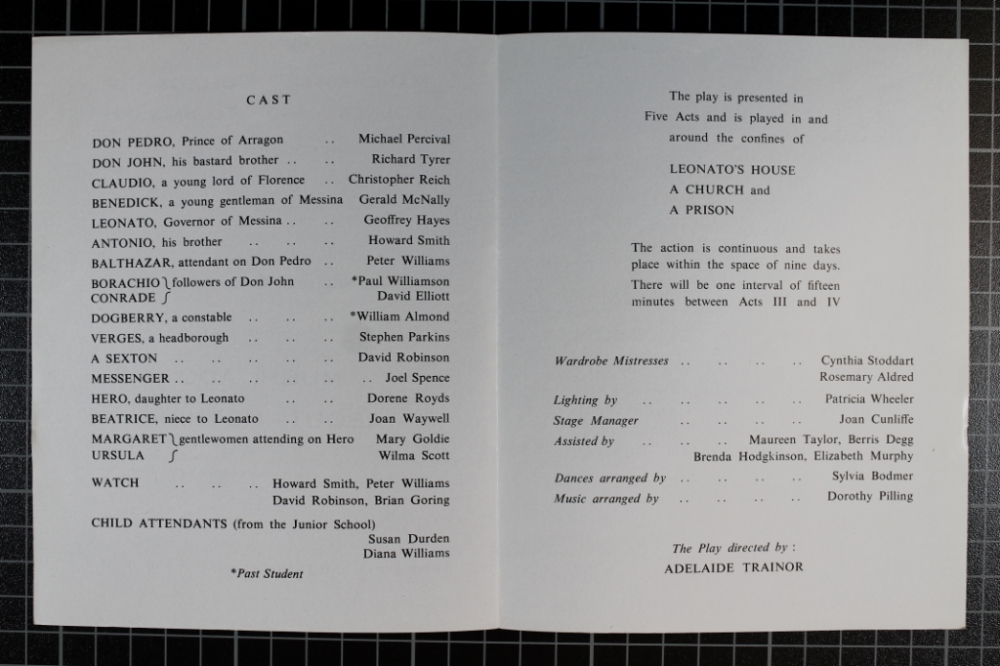 CAST
DON PEDRO, Prince of Arragon .. Michael Percival
DON JOHN, his bastard brother .. .. Richard Tyrer
CLAUDIO, a young lord of Florence .. Christopher Reich
BENEDICK, a young gentleman of Messina Gerald McNally
LEONATO, Governor of Messina .. .. Geoffrey Hayes
ANTONIO, his brother .. .. .. Howard Smith
BALTHAZAR, attendant on Don Pedro .. Peter Williams
BORACHIO } followers of Don John .. *Paul Williamson
CONRADE } David Elliott
DOGBERRY, a constable .. .. .. *William Almond
VERGES, a headborough .. .. .. Stephen Parkins
A SEXTON .. .. .. .. .. David Robinson
MESSENGER .. .. .. .. .. .. Joel Spence
HERO, daughter to Leonato .. .. Dorene Royds
BEATRICE, niece to Leonato .. .. Joan Waywell
MARGARET } gentlewomen attending on Hero Mary Goldie
URSULA } Wilma Scott
WATCH .. .. .. Howard Smith, Peter Williams
David Robinson, Brian Goring
CHILD ATTENDANTS (from the Junior School)
Susan Durden
Diana Williams
*Past Student
The play is presented in
Five Acts and is played in and
around the confines of
LEONATO'S HOUSE
A CHURCH and
A PRISON
The action is continuous and takes
place within the space of nine days.
There will be one interval of fifteen
minutes between Acts III and IV
Wardrobe Mistresses .. .. .. .. Cynthia Stoddart
Rosemary Aldred
Lighting by .. .. .. .. .. Patricia Wheeler
Stage Manager .. .. .. .. Joan Cunliffe
Assisted by .. .. .. Maureen Taylor, Berris Degg
Brenda Hodgkinson, Elizabeth Murphy
Dances arranged by .. .. .. .. Sylvia Bodmer
Music arranged by .. .. .. .. Dorothy Pilling
The Play directed by :
ADELAIDE TRAINOR